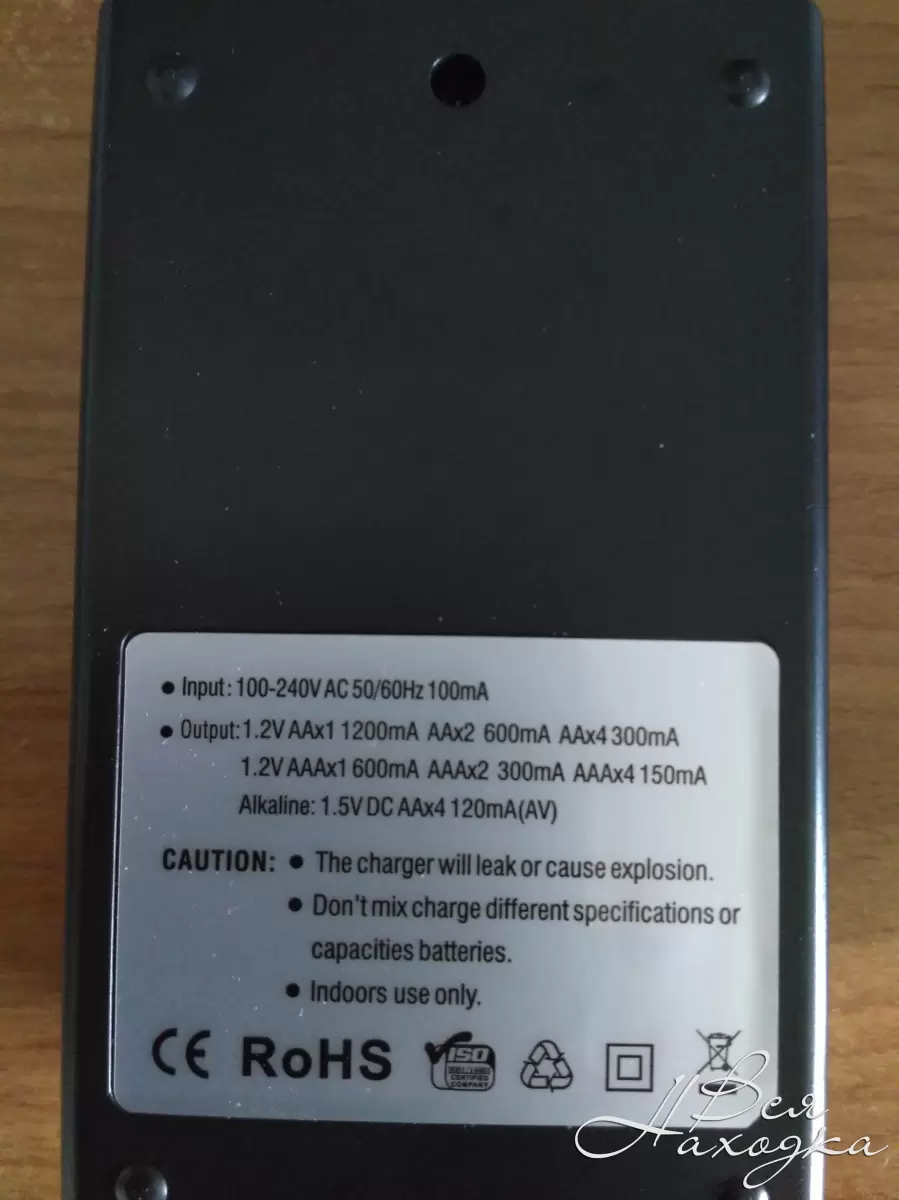 ● Input: 100-240V AC 50/60Hz 100mA
● Output: 1.2V AAx1 1200mA AAx2 600mA AAx4 300mA
1.2V AAAx1 600mA AAAx2 300mA AAAx4 150mA
Alkaline: 1.5V DC AAx4 120mA(AV)
CAUTION: ● The charger will leak or cause explosion.
● Don't mix charge different specifications or
capacities batteries.
● Indoors use only.
CE RoHS ISO
CERTIFIED
COMPANY
Вся
Находка